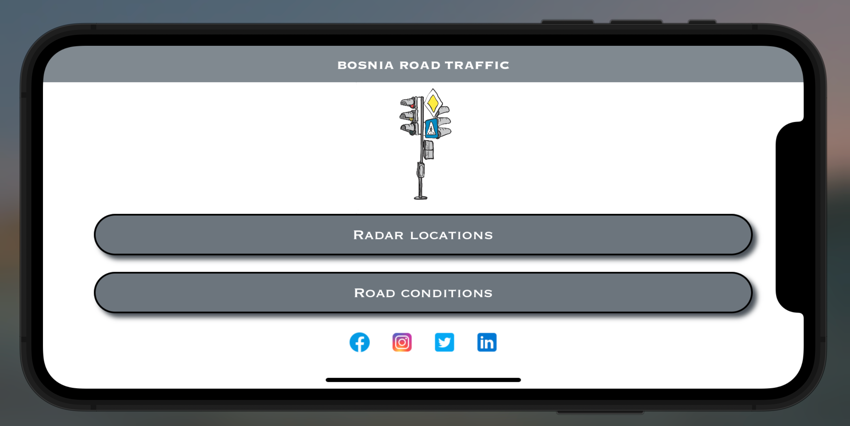 BOSNIA ROAD TRAFFIC
RADAR LOCATIONS
ROAD CONDITIONS